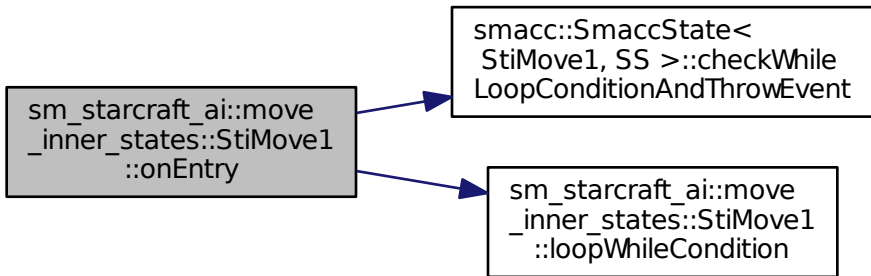 sm_starcraft_ai::move
_inner_states::StiMove1
::onEntry
smacc::SmaccState<
StiMove1, SS >::checkWhile
LoopConditionAndThrowEvent
sm_starcraft_ai::move
_inner_states::StiMove1
::loopWhileCondition